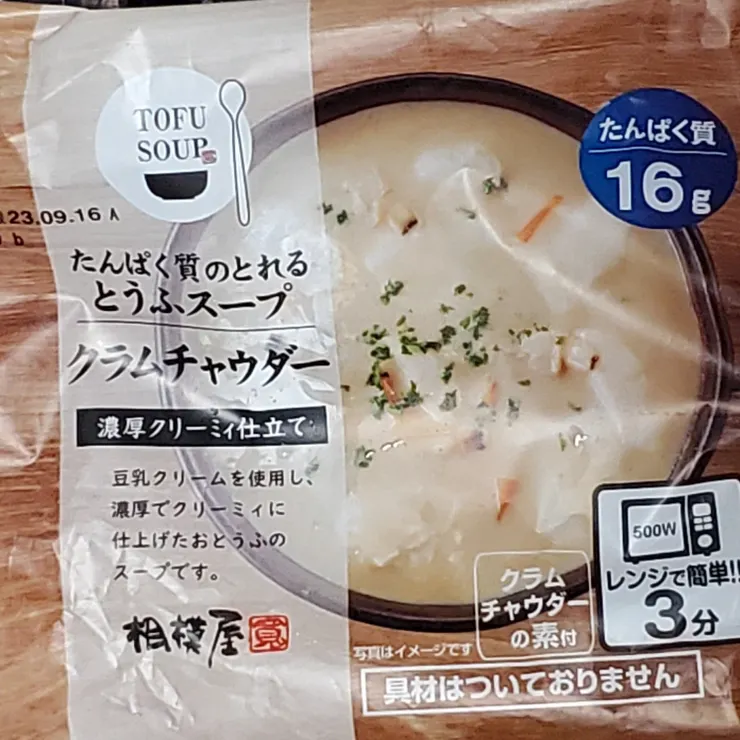 TOFU
SOUP
たんぱく質
16g
23.09.16 A
b
たんぱく質のとれる
とうふスープ
クラムチャウダー
濃厚クリーミィ仕立て
豆乳クリームを使用し、
濃厚でクリーミィに
仕上げたおとうふの
スープです。
相模屋
500W
レンジで簡単!!
3分
クラム
チャウダー
の素付
写真はイメージです
具材はついておりません